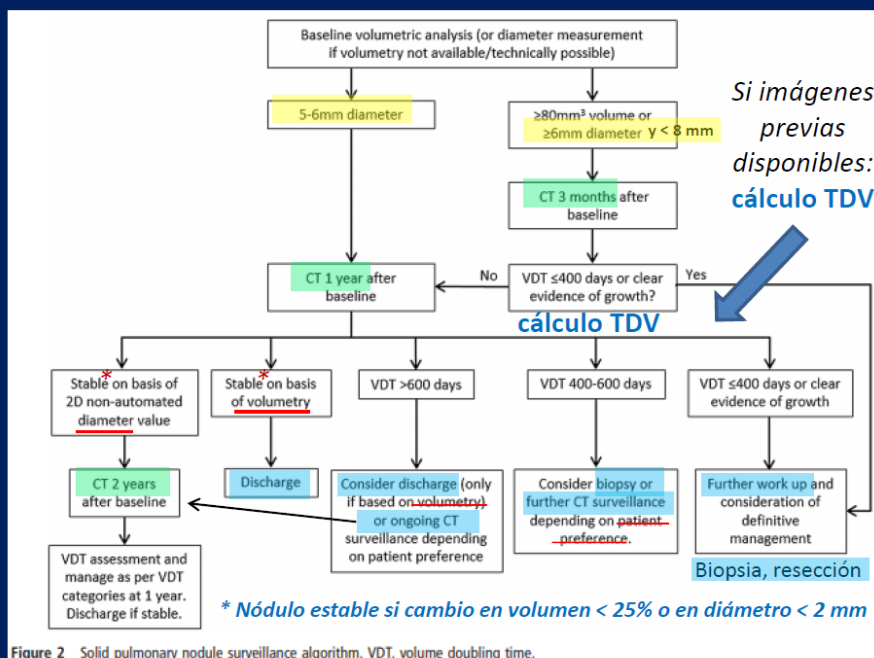 Baseline volumetric analysis (or diameter measurement
if volumetry not available/technically possible)
5-6mm diameter
≥80mm³ volume or
≥6mm diameter y < 8 mm
Si imágenes
previas
disponibles:
cálculo TDV
CT 3 months after
baseline
CT 1 year after
baseline
No
VDT ≤400 days or clear
evidence of growth?
Yes
cálculo TDV
*
Stable on basis of
2D non-automated
diameter value
*
Stable on basis
of volumetry
VDT >600 days
VDT 400-600 days
VDT ≤400 days or clear
evidence of growth
CT 2 years
after baseline
Discharge
Consider discharge (only
if based on volumetry)
or ongoing CT
surveillance depending
on patient preference
Consider biopsy or
further CT surveillance
depending on patient
preference.
Further work up and
consideration of
definitive
management
Biopsia, resección
VDT assessment and
manage as per VDT
categories at 1 year.
Discharge if stable.
* Nódulo estable si cambio en volumen < 25% o en diámetro < 2 mm
Figure 2 Solid pulmonary nodule surveillance algorithm. VDT, volume doubling time.